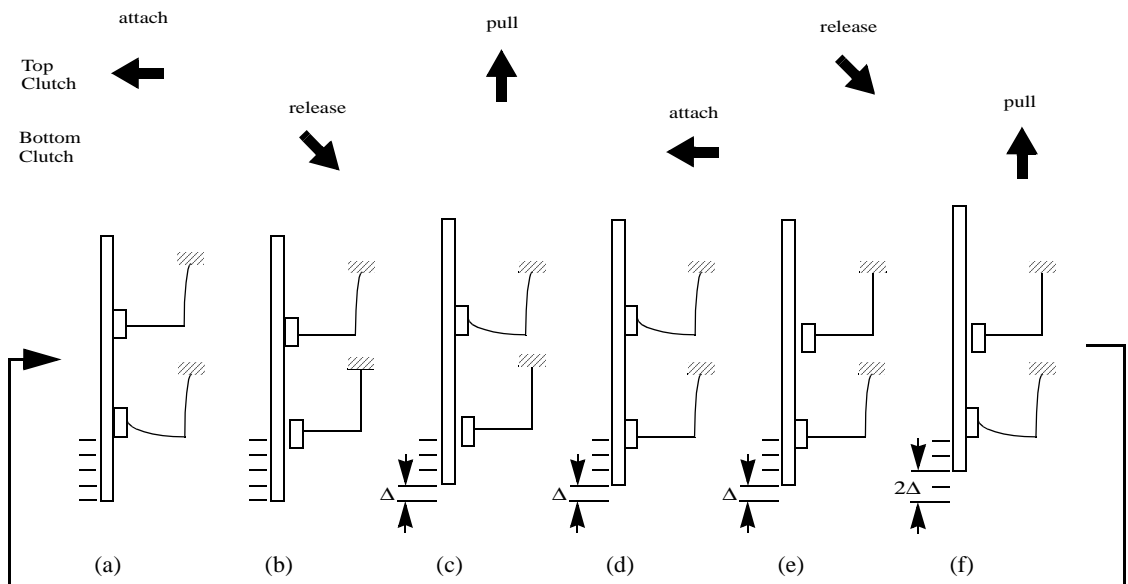 attach
pull
release
Top
Clutch
release
pull
attach
Bottom
Clutch
Δ
Δ
Δ
2Δ
(a)
(b)
(c)
(d)
(e)
(f)